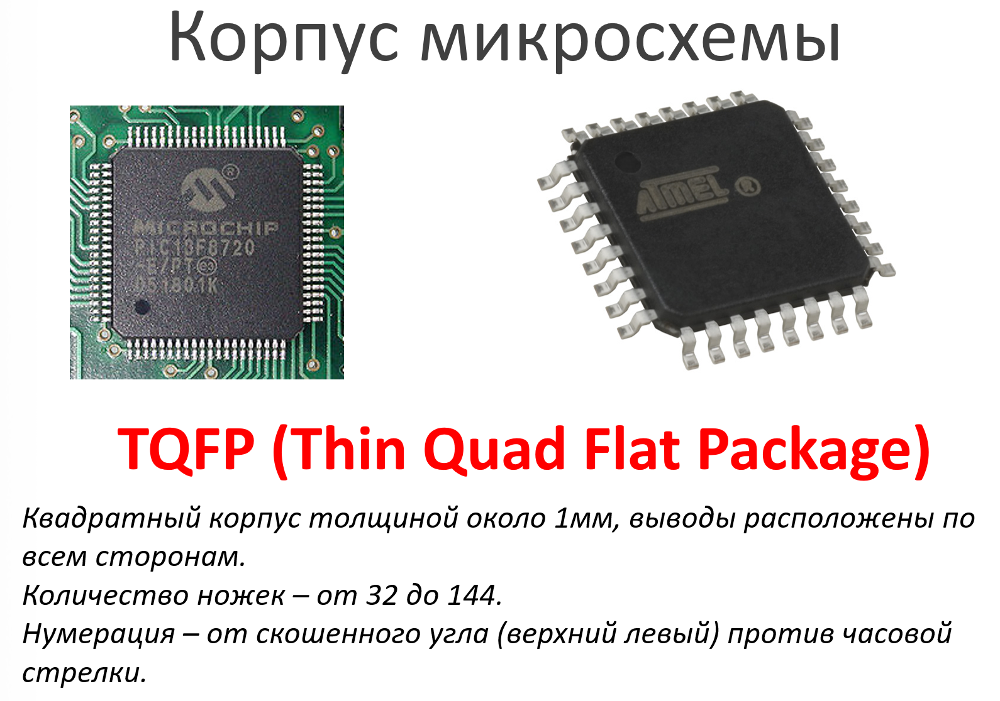 Корпус микросхемы
MICROCHIP
PIC18F8720
-E/PT e3
051801K
ATMEL ®
TQFP (Thin Quad Flat Package)
Квадратный корпус толщиной около 1мм, выводы расположены по
всем сторонам.
Количество ножек – от 32 до 144.
Нумерация – от скошенного угла (верхний левый) против часовой
стрелки.